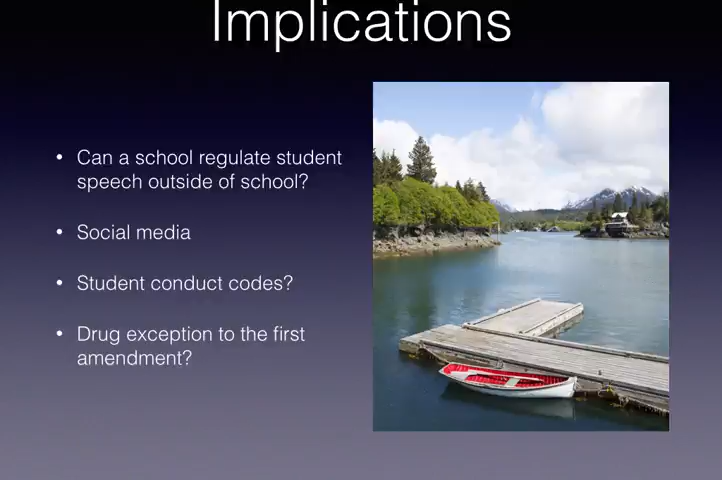 Implications
• Can a school regulate student
speech outside of school?
• Social media
• Student conduct codes?
• Drug exception to the first
amendment?